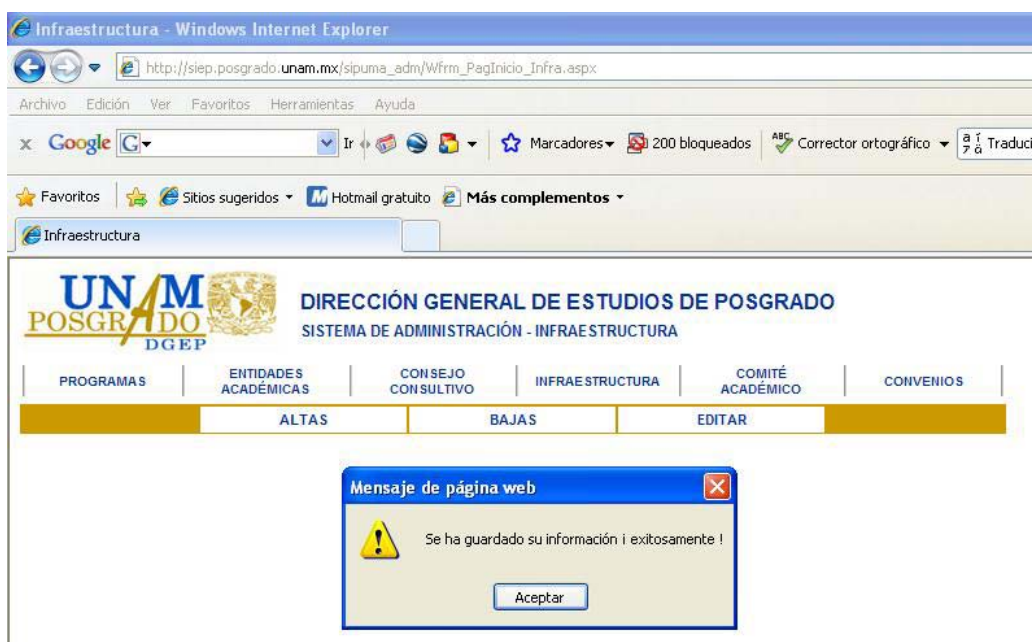 Infraestructura - Windows Internet Explorer
http://siep.posgrado.unam.mx/sipuma_adm/Wfrm_PagInicio_Infra.aspx
Archivo Edición Ver Favoritos Herramientas Ayuda
x Google G Ir Marcadores 200 bloqueados ABC Corrector ortográfico
Favoritos Sitios sugeridos Hotmail gratuito Más complementos
Infraestructura
UNAM
POSGRADO
DGEP
DIRECCIÓN GENERAL DE ESTUDIOS DE POSGRADO
SISTEMA DE ADMINISTRACIÓN - INFRAESTRUCTURA
PROGRAMAS
ENTIDADES
ACADÉMICAS
CONSEJO
CONSULTIVO
INFRAESTRUCTURA
COMITÉ
ACADÉMICO
CONVENIOS
ALTAS BAJAS EDITAR
Mensaje de página web
Se ha guardado su información i exitosamente !
Aceptar